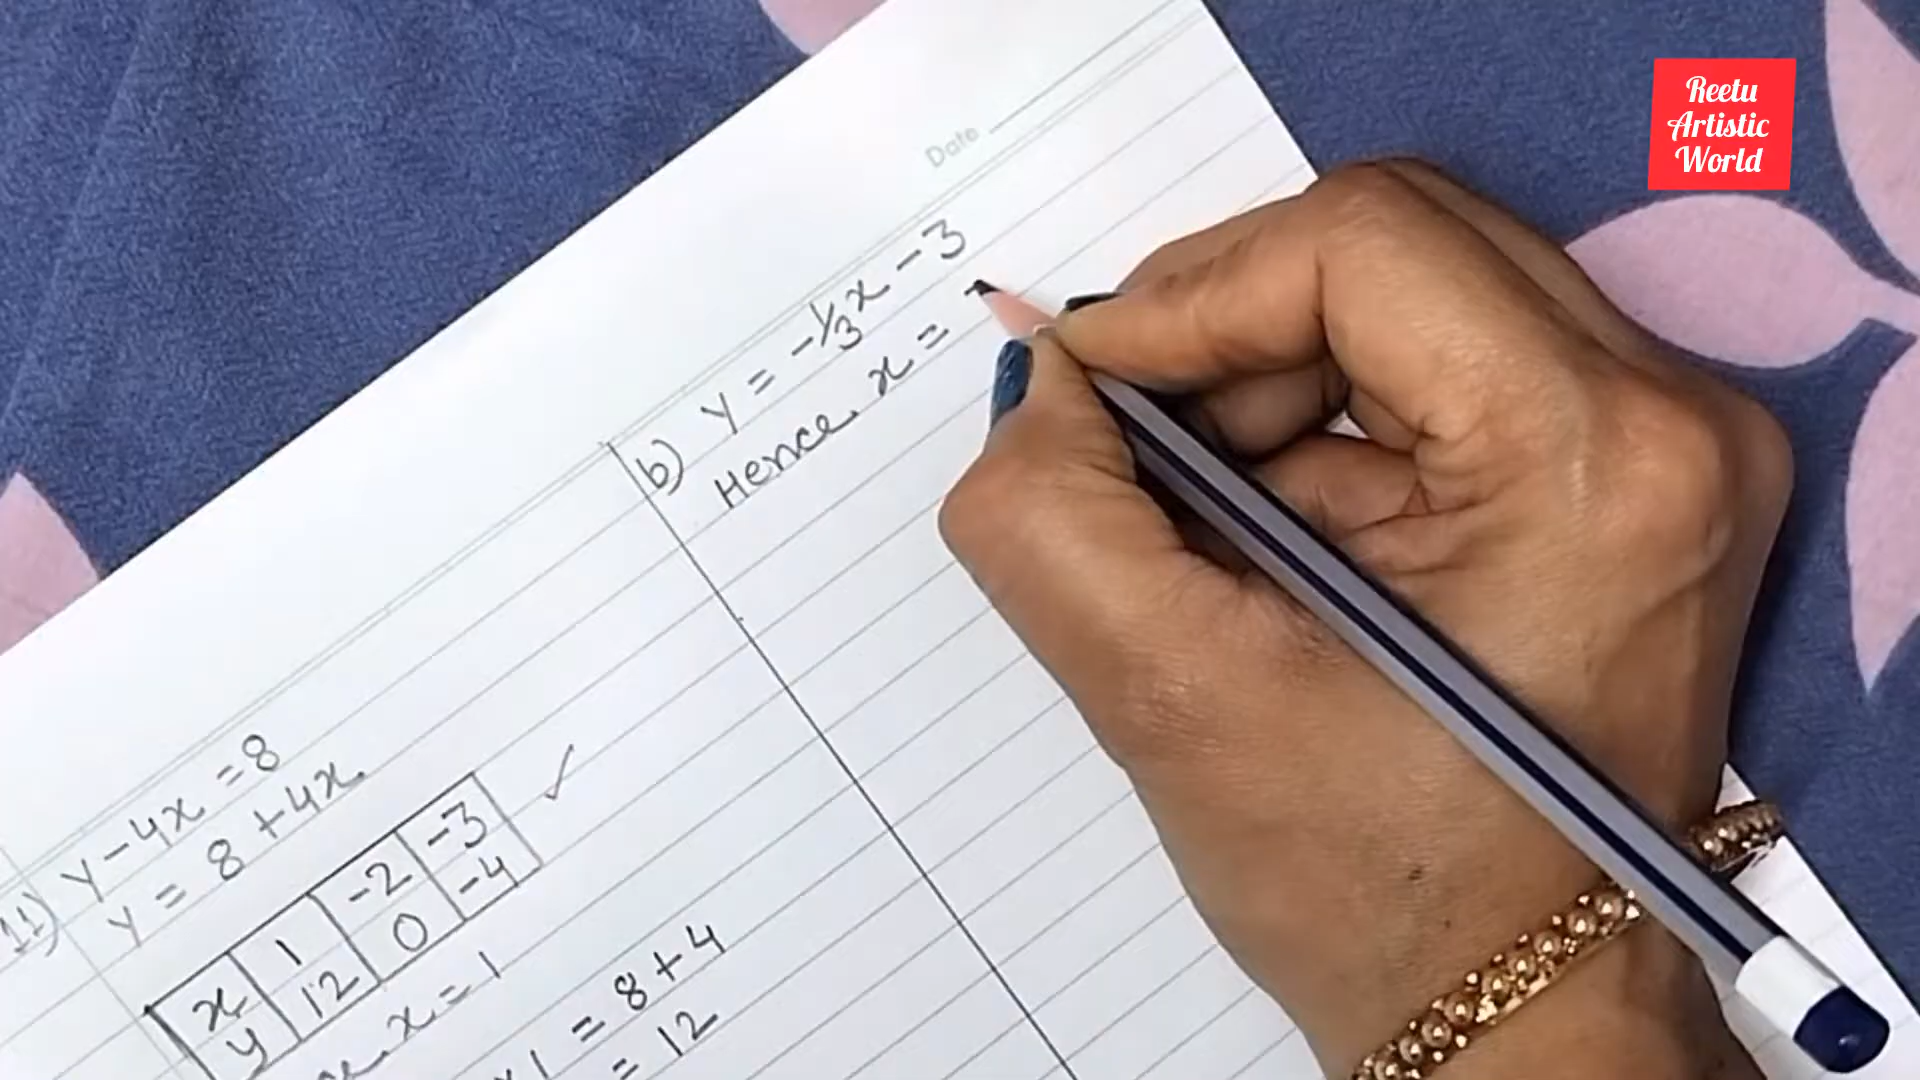 Reetu
Artistic
World
Date
11) y - 4x = 8
y = 8 + 4x
x 1 -2 -3
y 12 0 -4
x = 1
= 8 + 4
= 12
b) y = -1/3 x - 3
Hence, x = -